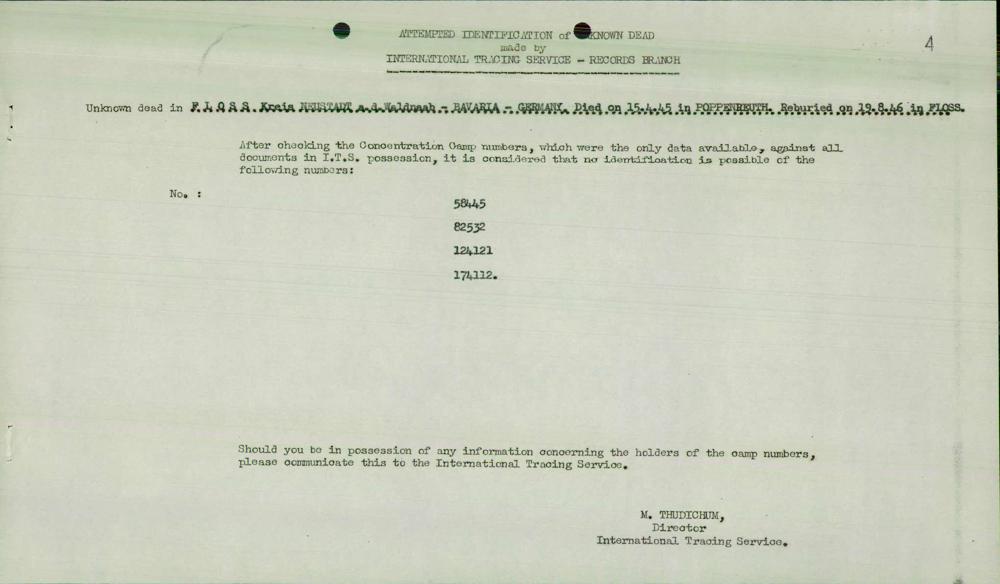 ATTEMPTED IDENTIFICATION of UNKNOWN DEAD
4
made by
INTERNATIONAL TRACING SERVICE - RECORDS BRANCH
Unknown dead in F L O S S. Kreis NEUSTADT a.d.Waldnaab - BAVARIA - GERMANY. Died on 15.4.45 in POPPENREUTH. Reburied on 19.8.46 in FLOSS.
After checking the Concentration Camp numbers, which were the only data available, against all
documents in I.T.S. possession, it is considered that no identification is possible of the
following numbers:
No. :
58445
82532
124121
174112.
Should you be in possession of any information concerning the holders of the camp numbers,
please communicate this to the International Tracing Service.
M. THUDICHUM,
Director
International Tracing Service.